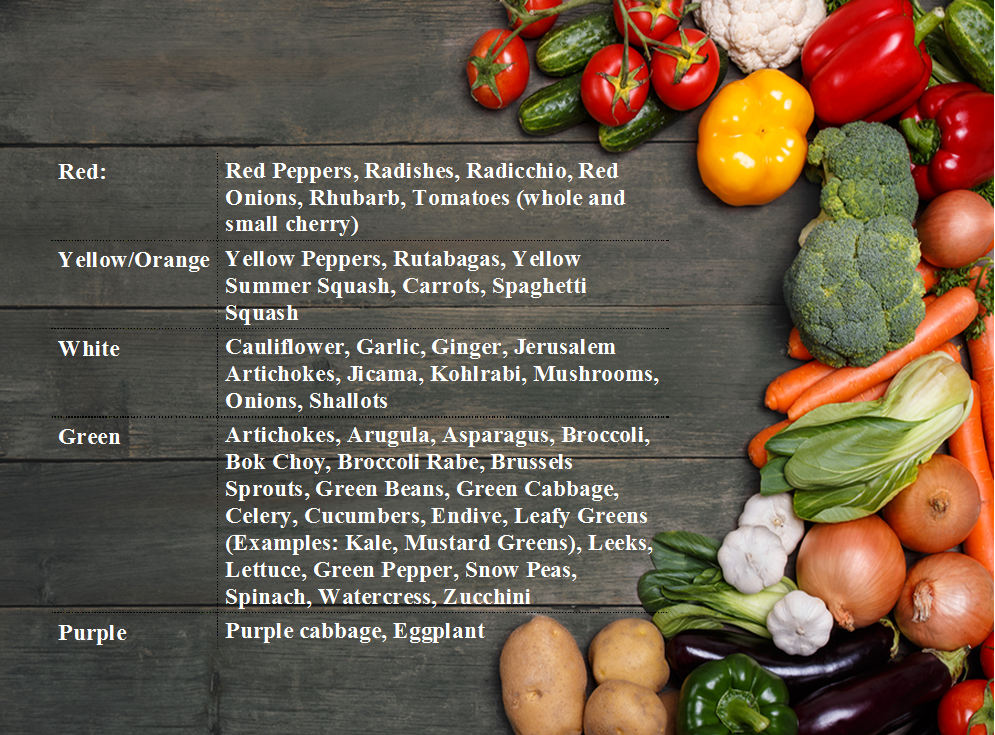 Red:
Red Peppers, Radishes, Radicchio, Red
Onions, Rhubarb, Tomatoes (whole and
small cherry)
Yellow/Orange
Yellow Peppers, Rutabagas, Yellow
Summer Squash, Carrots, Spaghetti
Squash
White
Cauliflower, Garlic, Ginger, Jerusalem
Artichokes, Jicama, Kohlrabi, Mushrooms,
Onions, Shallots
Green
Artichokes, Arugula, Asparagus, Broccoli,
Bok Choy, Broccoli Rabe, Brussels
Sprouts, Green Beans, Green Cabbage,
Celery, Cucumbers, Endive, Leafy Greens
(Examples: Kale, Mustard Greens), Leeks,
Lettuce, Green Pepper, Snow Peas,
Spinach, Watercress, Zucchini
Purple
Purple cabbage, Eggplant